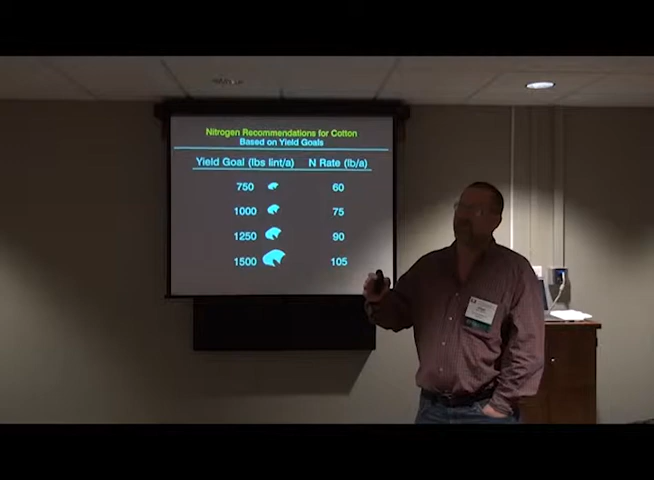 Nitrogen Recommendations for Cotton
Based on Yield Goals
Yield Goal (lbs lint/a) N Rate (lb/a)
750 60
1000 75
1250 90
1500 105